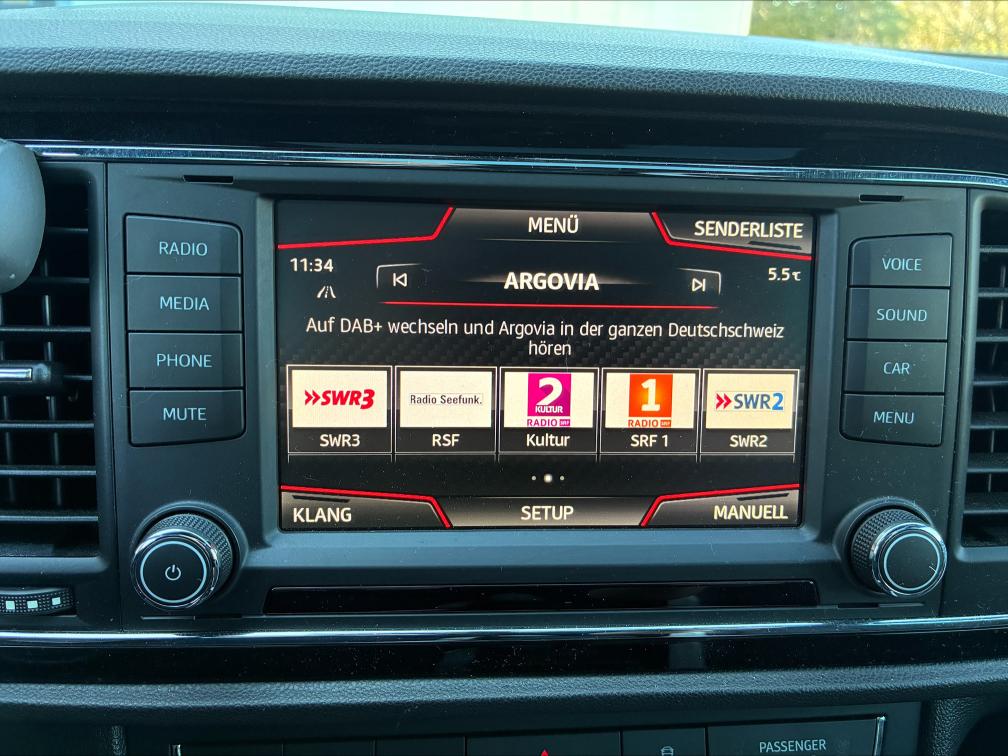 MENÜ
SENDERLISTE
RADIO
11:34
ARGOVIA
5.5℃
VOICE
MEDIA
Auf DAB+ wechseln und Argovia in der ganzen Deutschschweiz
hören
SOUND
PHONE
CAR
MUTE
MENU
SWR3
Radio Seefunk.
2
KULTUR
RADIO SRF
1
RADIO SRF
SWR2
SWR3
RSF
Kultur
SRF 1
SWR2
KLANG
SETUP
MANUELL
PASSENGER